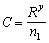 C = R^y / n_1